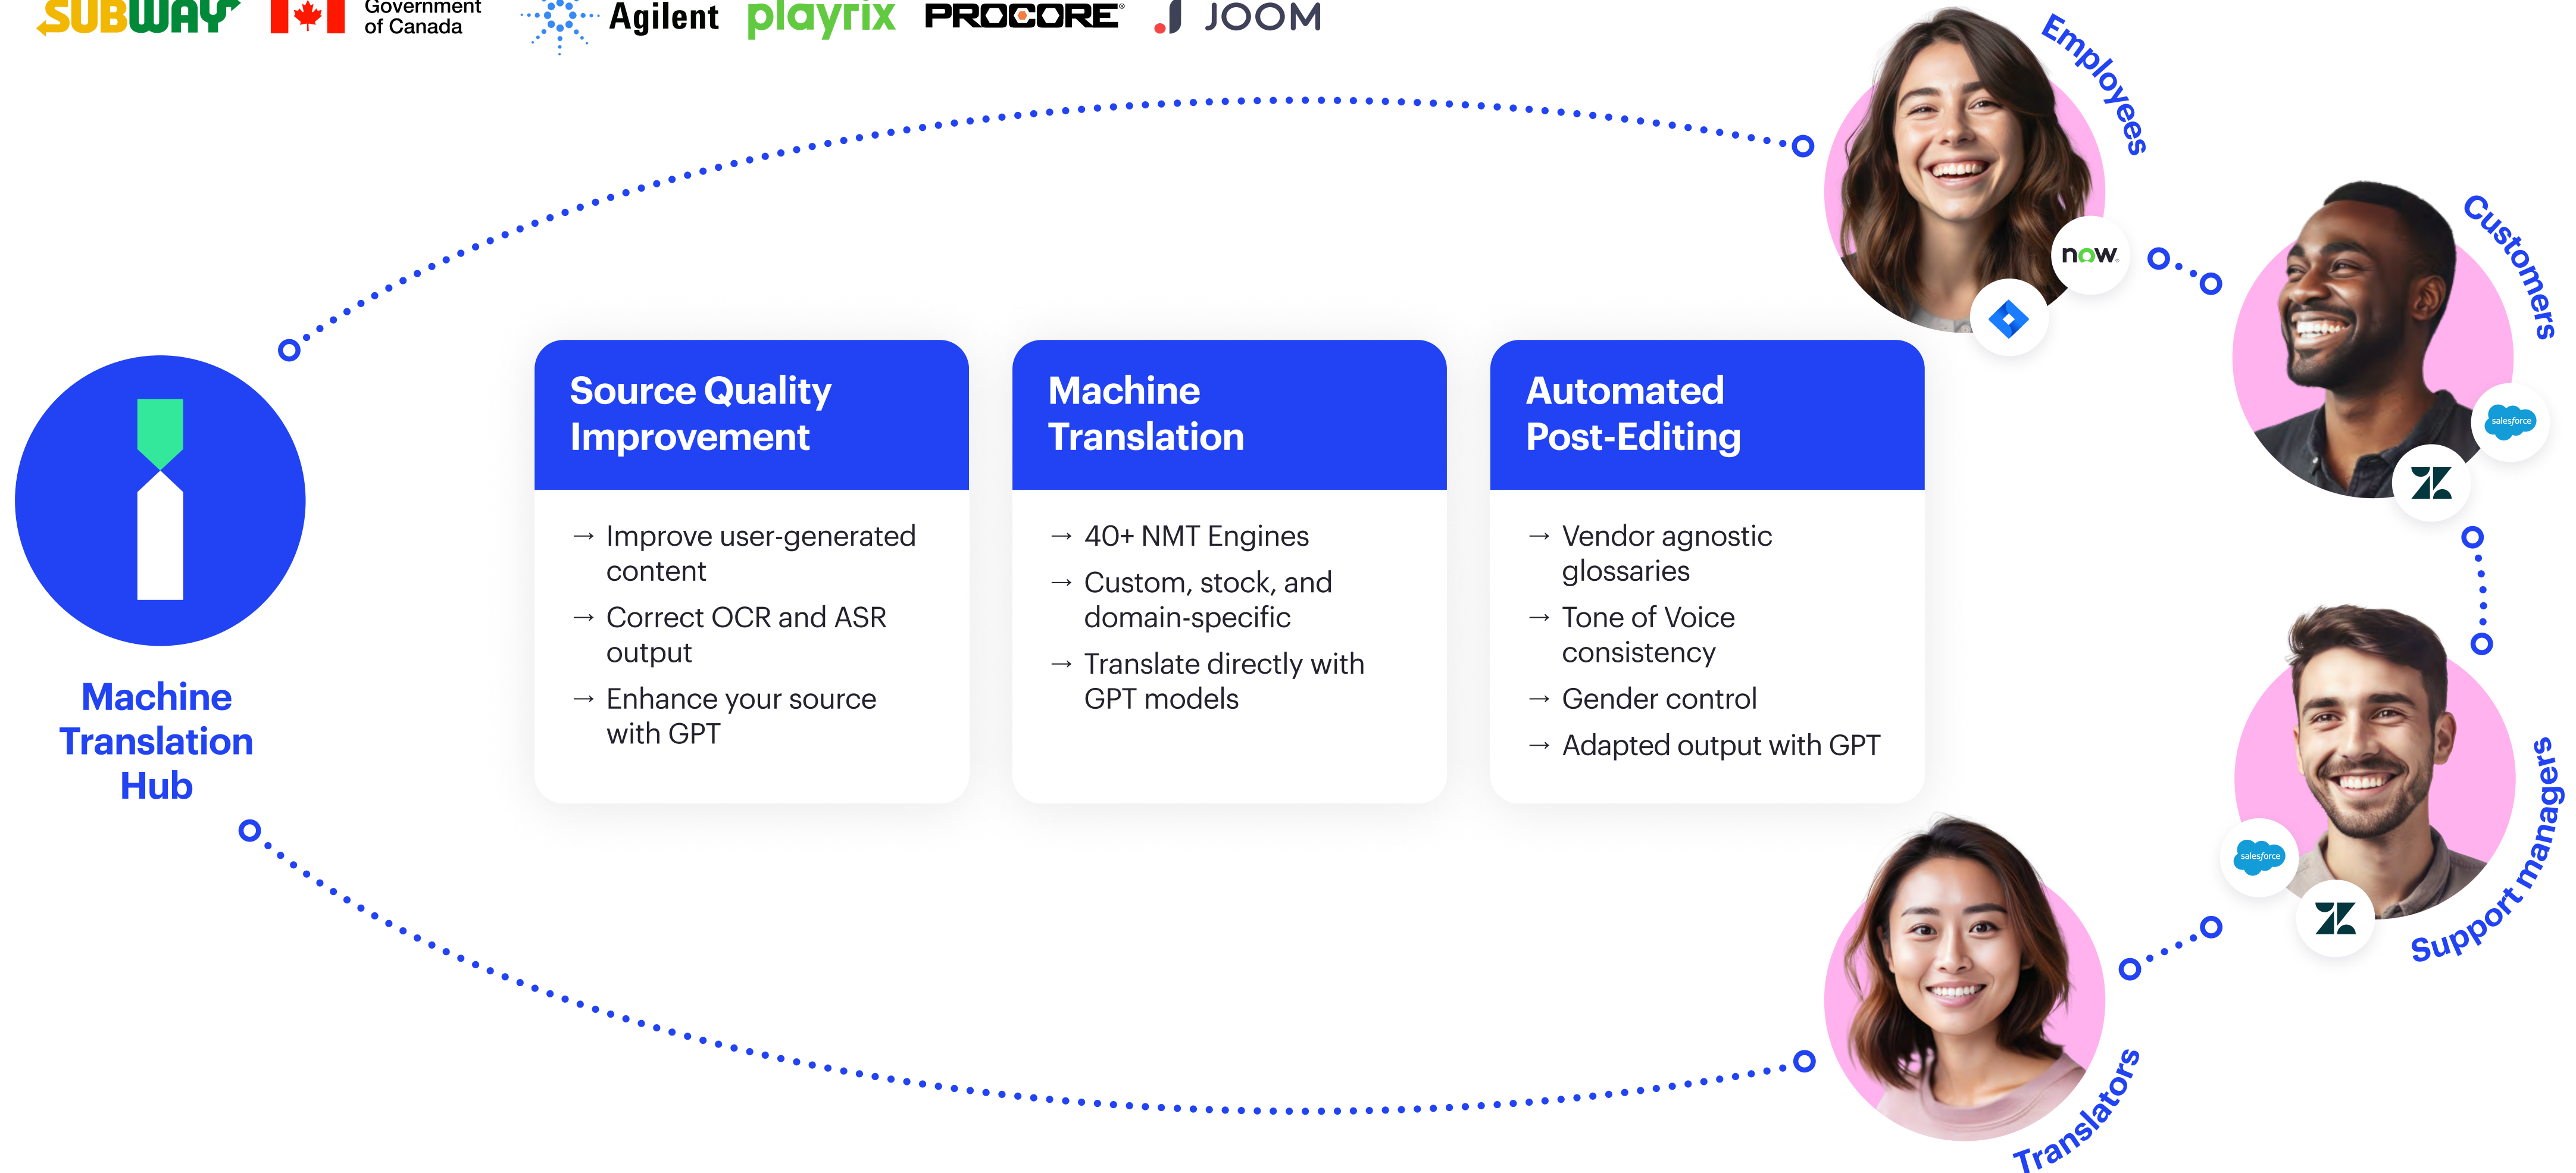 SUBWAY
Government
of Canada
Agilent
playrix
PROCORE®
JOOM
Employees
now
Customers
salesforce
Source Quality
Improvement
→ Improve user-generated
content
→ Correct OCR and ASR
output
→ Enhance your source
with GPT
Machine
Translation
→ 40+ NMT Engines
→ Custom, stock, and
domain-specific
→ Translate directly with
GPT models
Automated
Post-Editing
→ Vendor agnostic
glossaries
→ Tone of Voice
consistency
→ Gender control
→ Adapted output with GPT
Machine
Translation
Hub
salesforce
Support managers
Translators